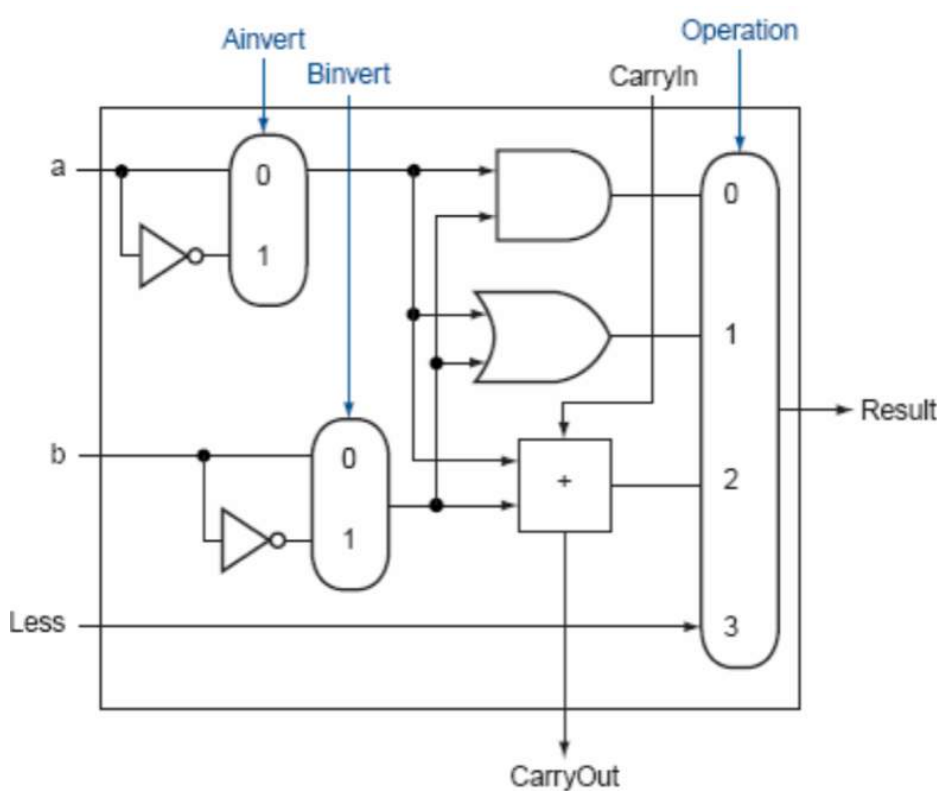 Ainvert
Operation
Binvert
CarryIn
a
0
0
1
1
b
0
+
2
1
Result
Less
3
CarryOut